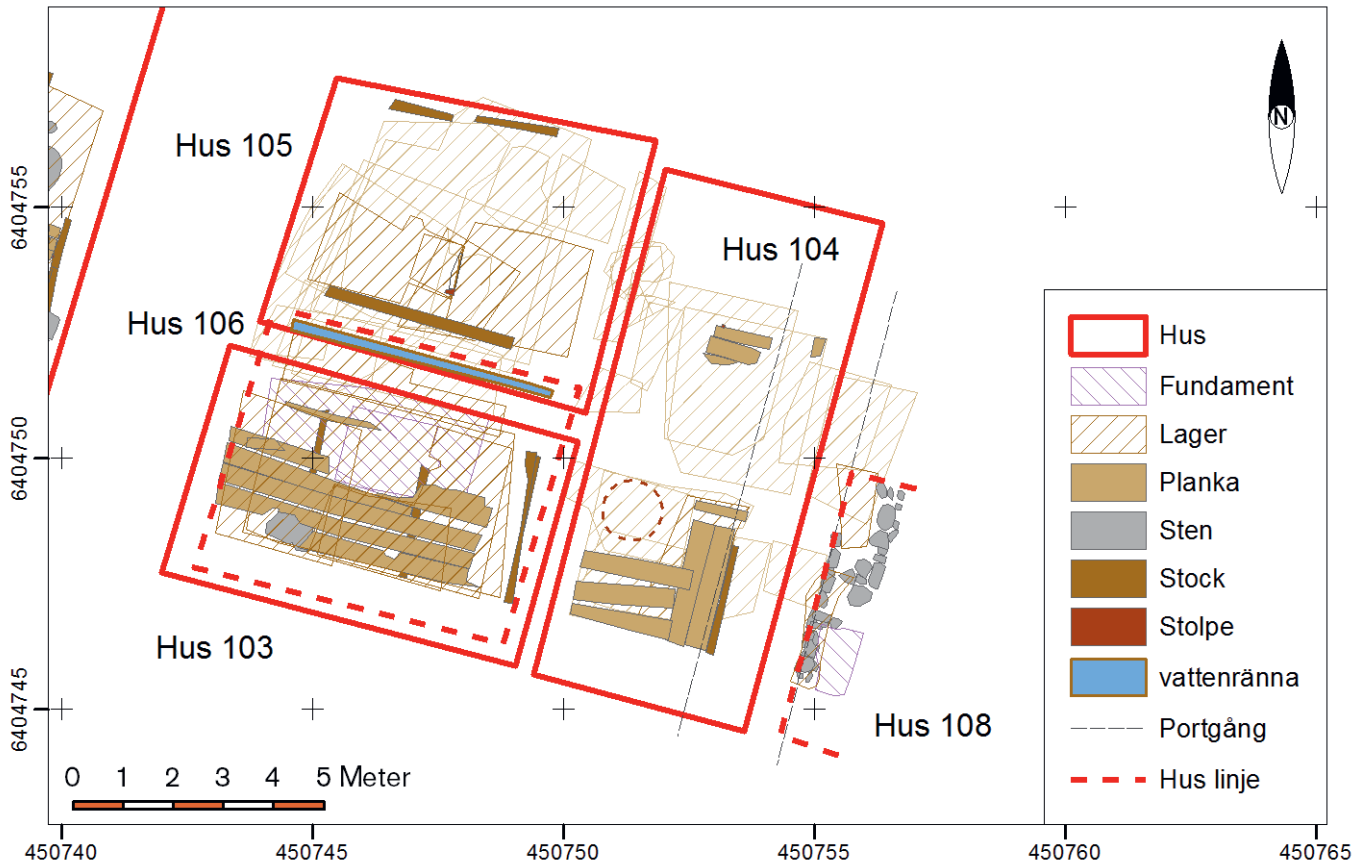 N
Hus 105
6404755
Hus 104
Hus 106
6404750
Hus 103
6404745
Hus 108
Hus
Fundament
Lager
Planka
Sten
Stock
Stolpe
vattenränna
Portgång
Hus linje
0 1 2 3 4 5 Meter
450740 450745 450750 450755 450760 450765